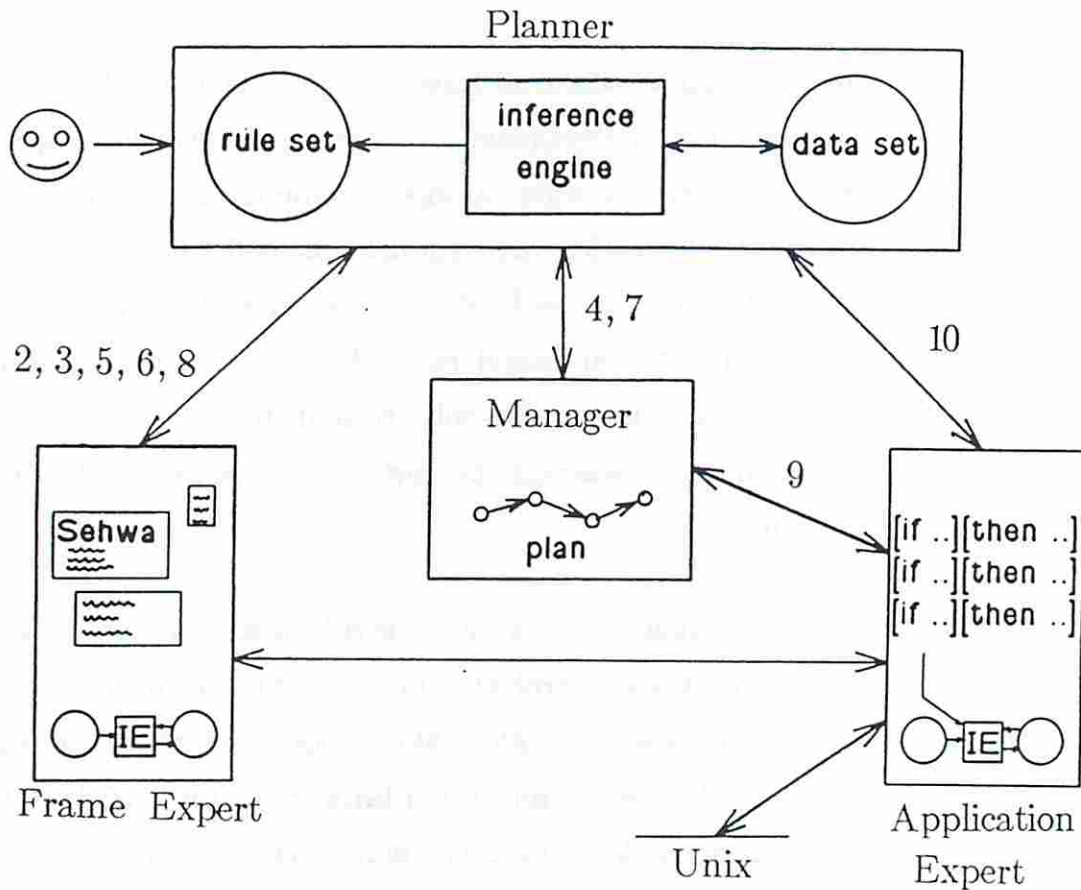 Planner
rule set
inference
engine
data set
2, 3, 5, 6, 8
4, 7
10
Manager
plan
9
Sehwa
IE
Frame Expert
[if ..][then ..]
[if ..][then ..]
[if ..][then ..]
IE
Application
Expert
Unix